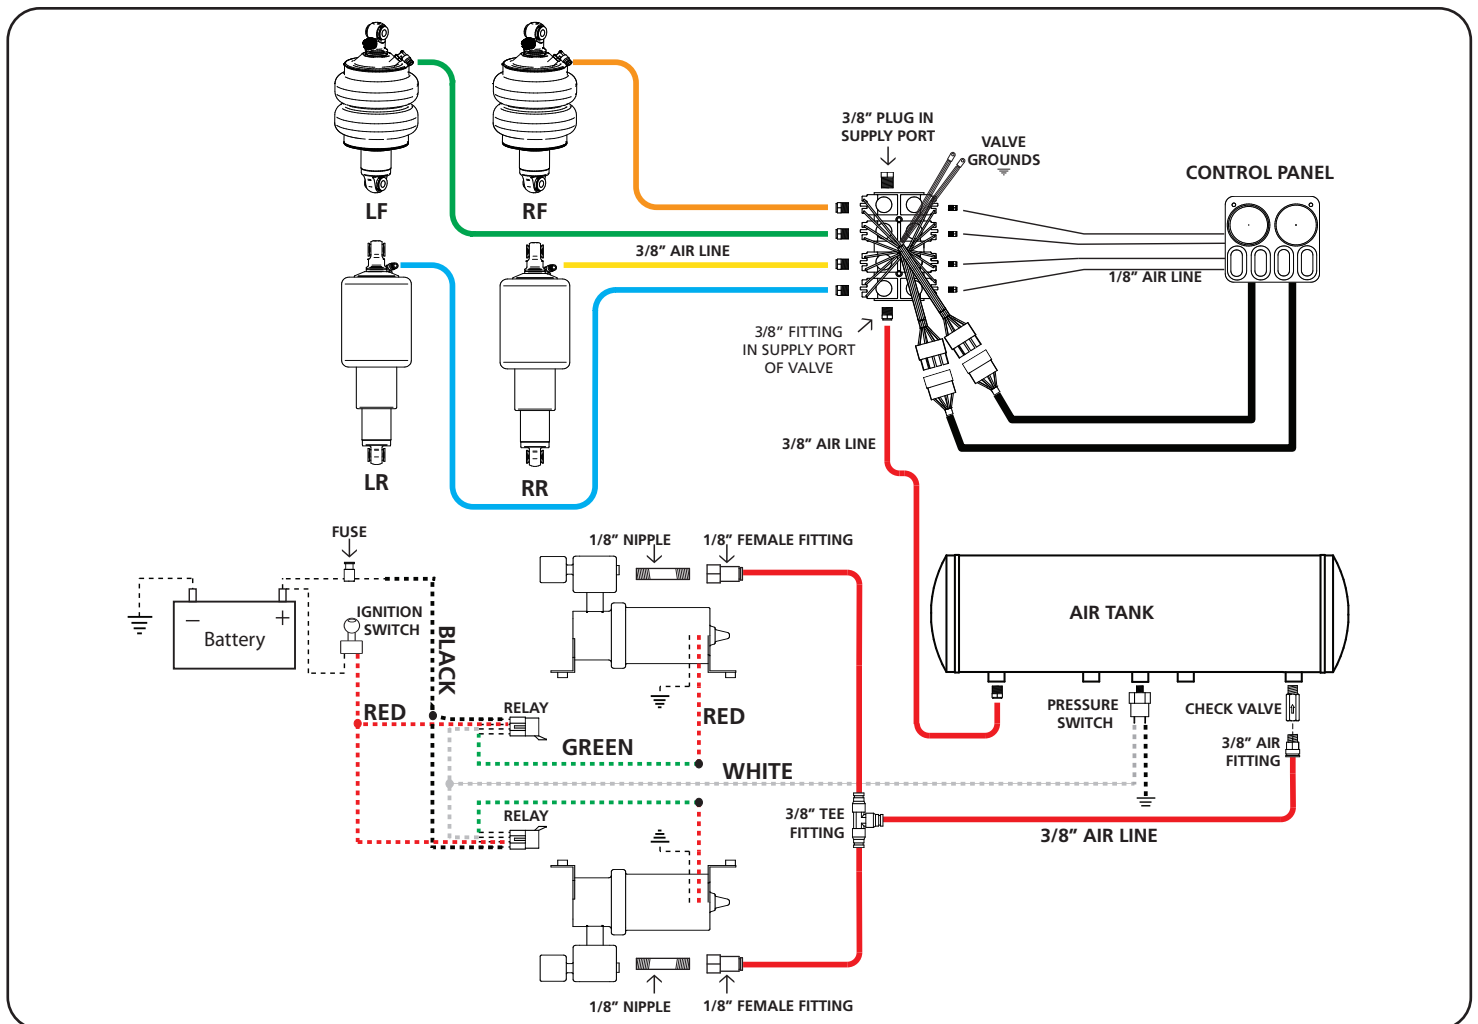 3/8” PLUG IN
SUPPLY PORT
VALVE
GROUNDS
CONTROL PANEL
LF
RF
3/8” AIR LINE
1/8” AIR LINE
3/8” FITTING
IN SUPPLY PORT
OF VALVE
3/8” AIR LINE
LR
RR
FUSE
1/8” NIPPLE
1/8” FEMALE FITTING
IGNITION
SWITCH
− +
Battery
BLACK
AIR TANK
RED
RELAY
RED
PRESSURE
SWITCH
CHECK VALVE
GREEN
WHITE
3/8” AIR
FITTING
RELAY
3/8” TEE
FITTING
3/8” AIR LINE
1/8” NIPPLE
1/8” FEMALE FITTING